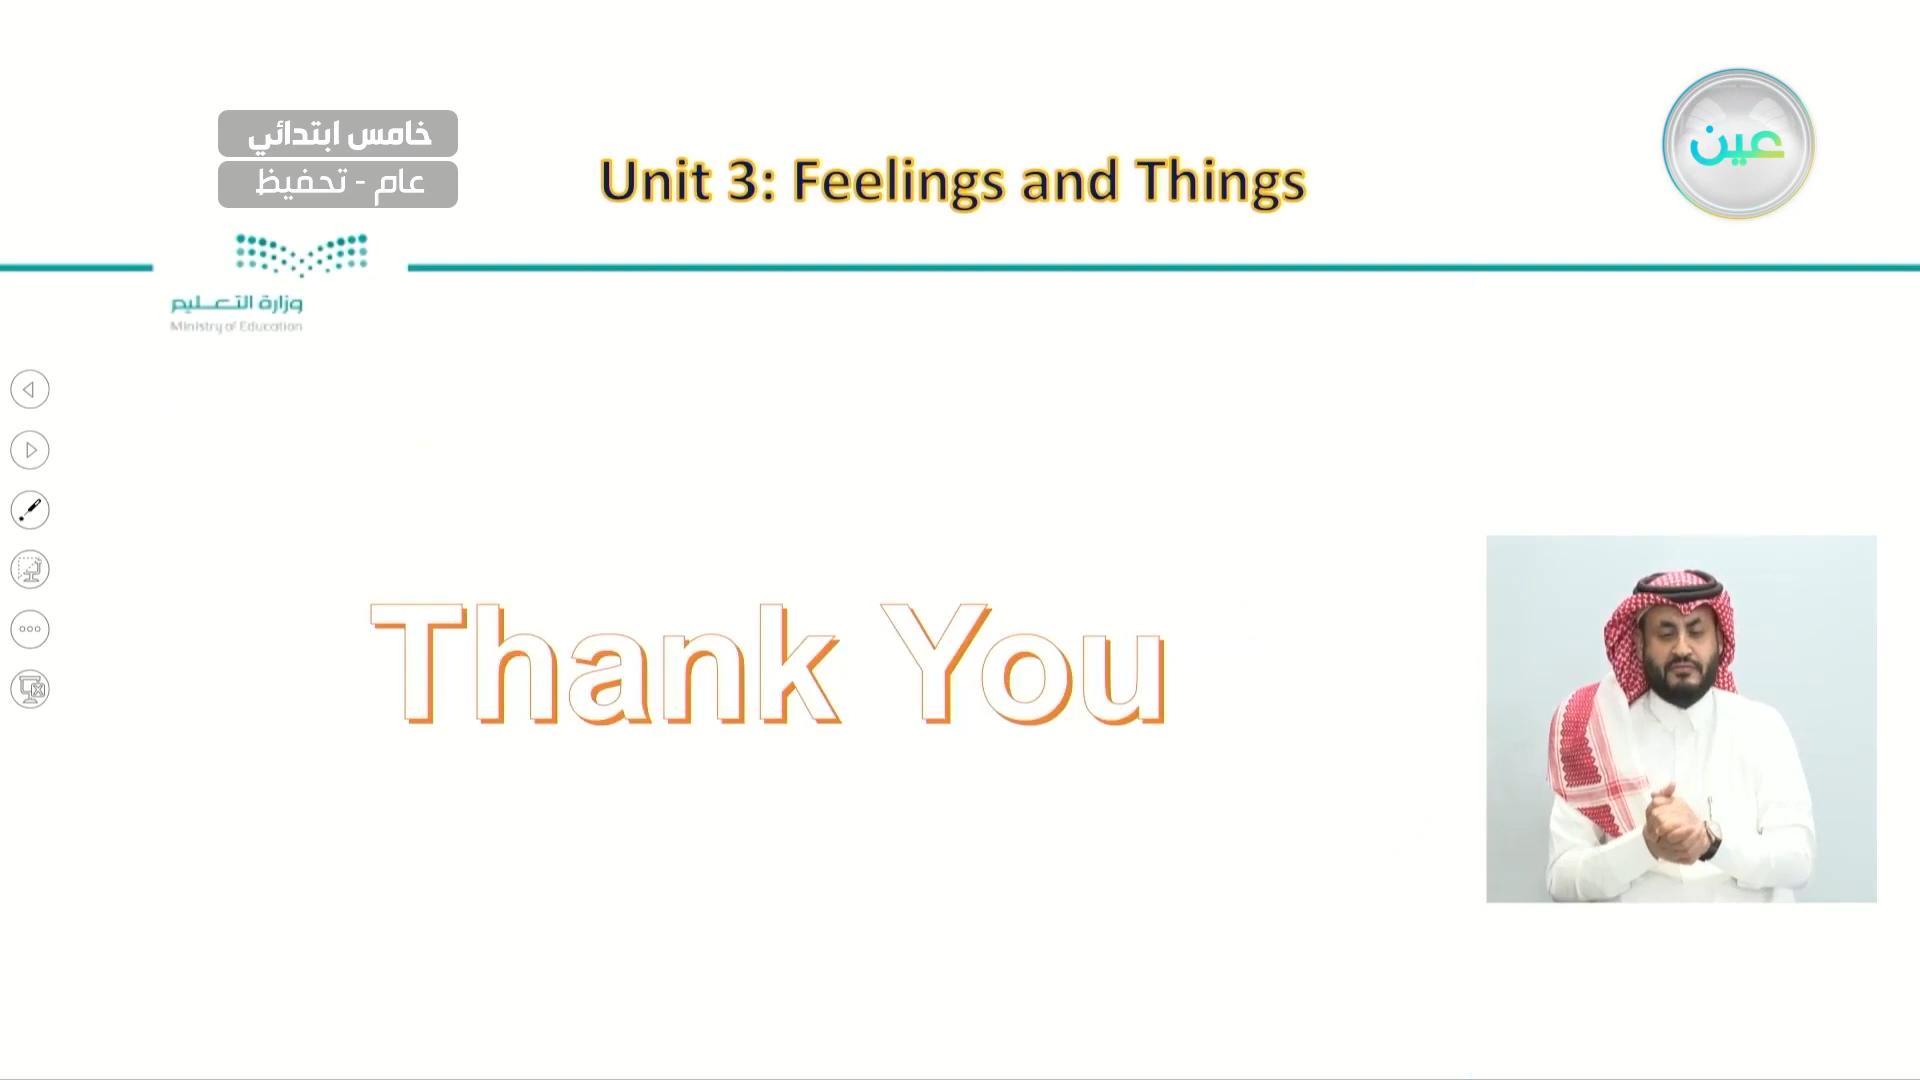 خامس ابتدائي
عام - تحفيظ
عين
Unit 3: Feelings and Things
وزارة التعليم
Ministry of Education
Thank You